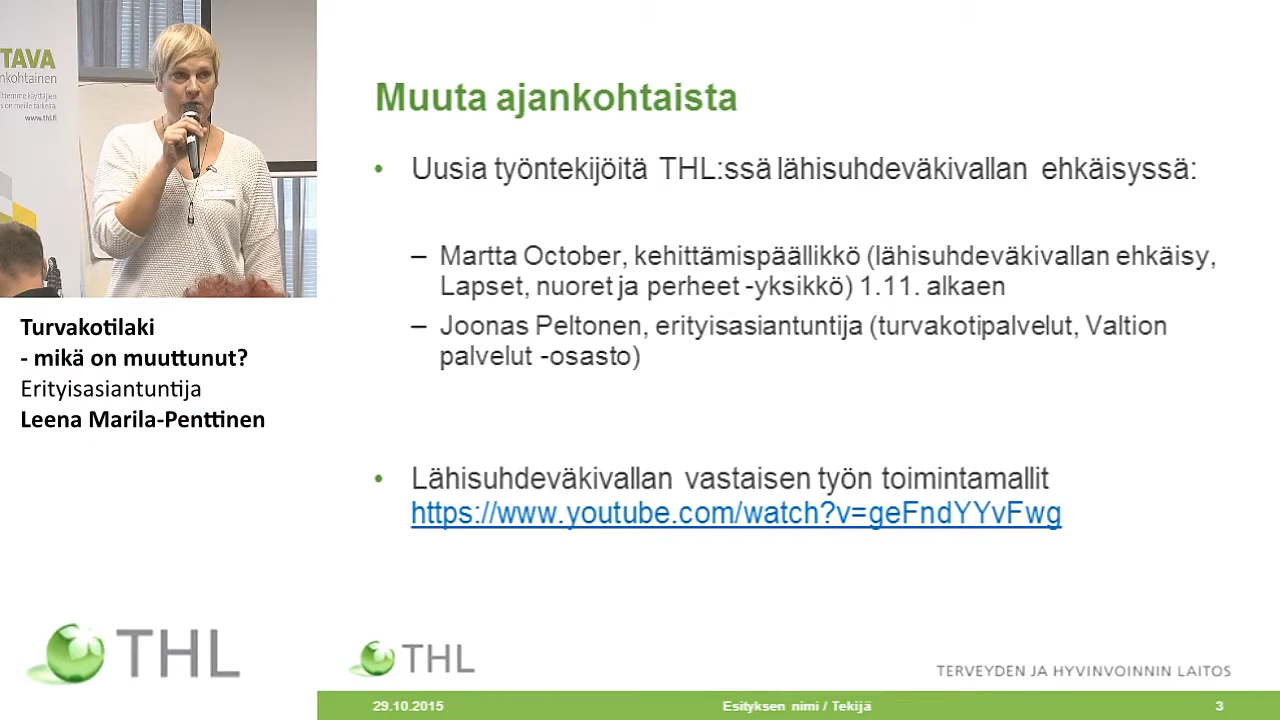 TAVA
nkohtainen
www.thl.fi
Turvakotilaki
- mikä on muuttunut?
Erityisasiantuntija
Leena Marila-Penttinen
THL
Muuta ajankohtaista
• Uusia työntekijöitä THL:ssä lähisuhdeväkivallan ehkäisyssä:
– Martta October, kehittämispäällikkö (lähisuhdeväkivallan ehkäisy,
Lapset, nuoret ja perheet -yksikkö) 1.11. alkaen
– Joonas Peltonen, erityisasiantuntija (turvakotipalvelut, Valtion
palvelut -osasto)
• Lähisuhdeväkivallan vastaisen työn toimintamallit
https://www.youtube.com/watch?v=geFndYYvFwg
THL
TERVEYDEN JA HYVINVOINNIN LAITOS
29.10.2015
Esityksen nimi / Tekijä
3